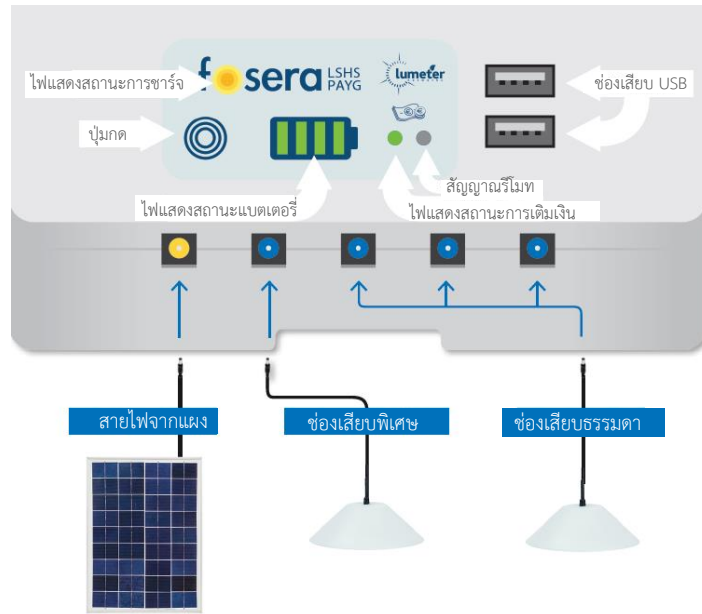 fosera LSHS
PAYG
lumeter
ไฟแสดงสถานะการชาร์จ
ช่องเสียบ USB
ปุ่มกด
สัญญาณรีโมท
ไฟแสดงสถานะแบตเตอรี่
ไฟแสดงสถานะการเติมเงิน
สายไฟจากแผง
ช่องเสียบพิเศษ
ช่องเสียบธรรมดา